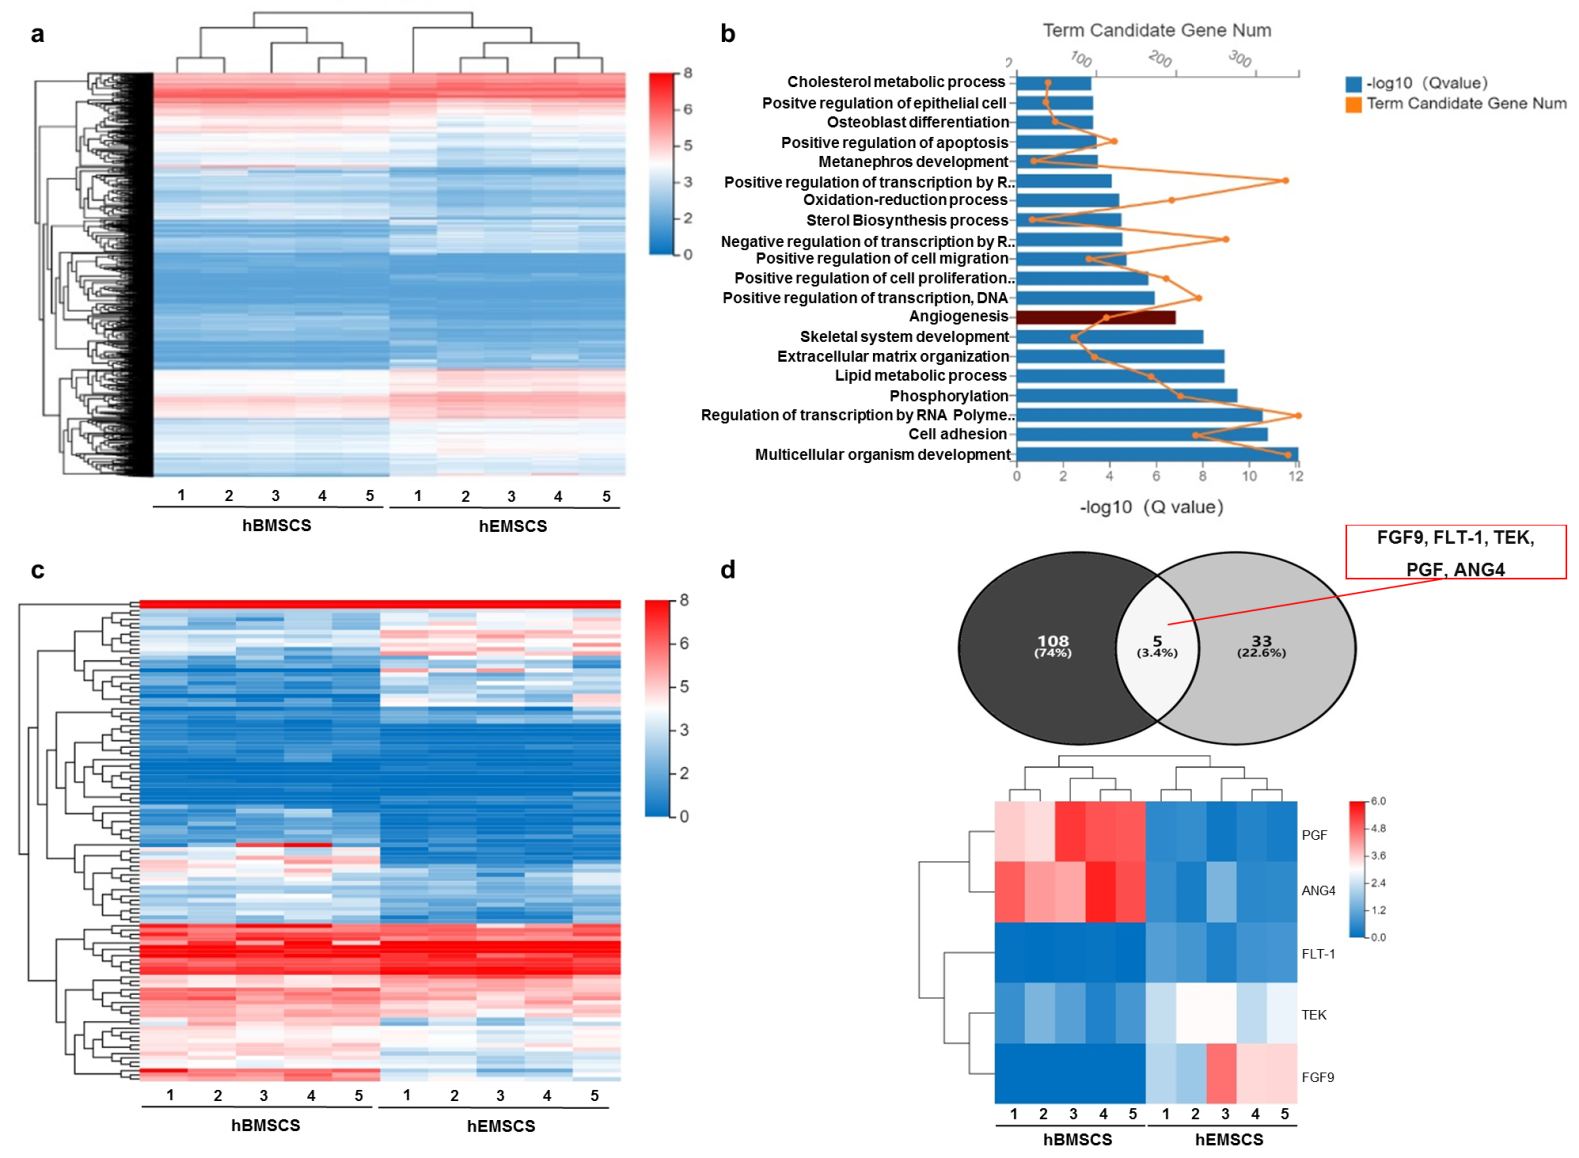 a
8
6
5
3
2
0
1 2 3 4 5 1 2 3 4 5
hBMSCS hEMSCS
b
Term Candidate Gene Num
0 100 200 300
-log10 (Qvalue)
Term Candidate Gene Num
Cholesterol metabolic process
Positve regulation of epithelial cell
Osteoblast differentiation
Positive regulation of apoptosis
Metanephros development
Positive regulation of transcription by R..
Oxidation-reduction process
Sterol Biosynthesis process
Negative regulation of transcription by R..
Positive regulation of cell migration
Positive regulation of cell proliferation..
Positive regulation of transcription, DNA
Angiogenesis
Skeletal system development
Extracellular matrix organization
Lipid metabolic process
Phosphorylation
Regulation of transcription by RNA Polyme..
Cell adhesion
Multicellular organism development
0 2 4 6 8 10 12
-log10 (Q value)
c
8
6
5
3
2
0
1 2 3 4 5 1 2 3 4 5
hBMSCS hEMSCS
d
FGF9, FLT-1, TEK,
PGF, ANG4
108 5 33
(74%) (3.4%) (22.6%)
6.0
4.8
3.6
2.4
1.2
0.0
PGF
ANG4
FLT-1
TEK
FGF9
1 2 3 4 5 1 2 3 4 5
hBMSCS hEMSCS